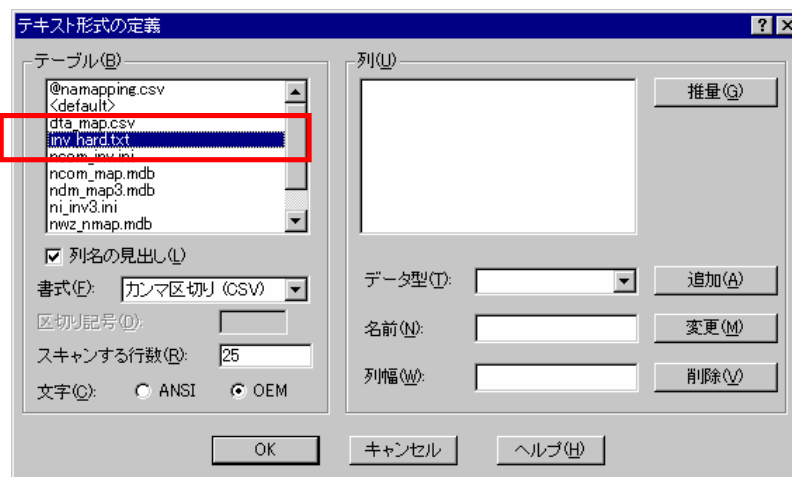 テキスト形式の定義
テーブル(B)
@namapping.csv
<default>
dta_map.csv
inv_hard.txt
ncom_inv.ini
ncom_map.mdb
ndm_map3.mdb
ni_inv3.ini
nwz_nmap.mdb
列名の見出し(L)
書式(F): カンマ区切り (CSV)
区切り記号(D):
スキャンする行数(R): 25
文字(C): ANSI OEM
列(U)
推量(G)
データ型(T): 追加(A)
名前(N): 変更(M)
列幅(W): 削除(V)
OK キャンセル ヘルプ(H)